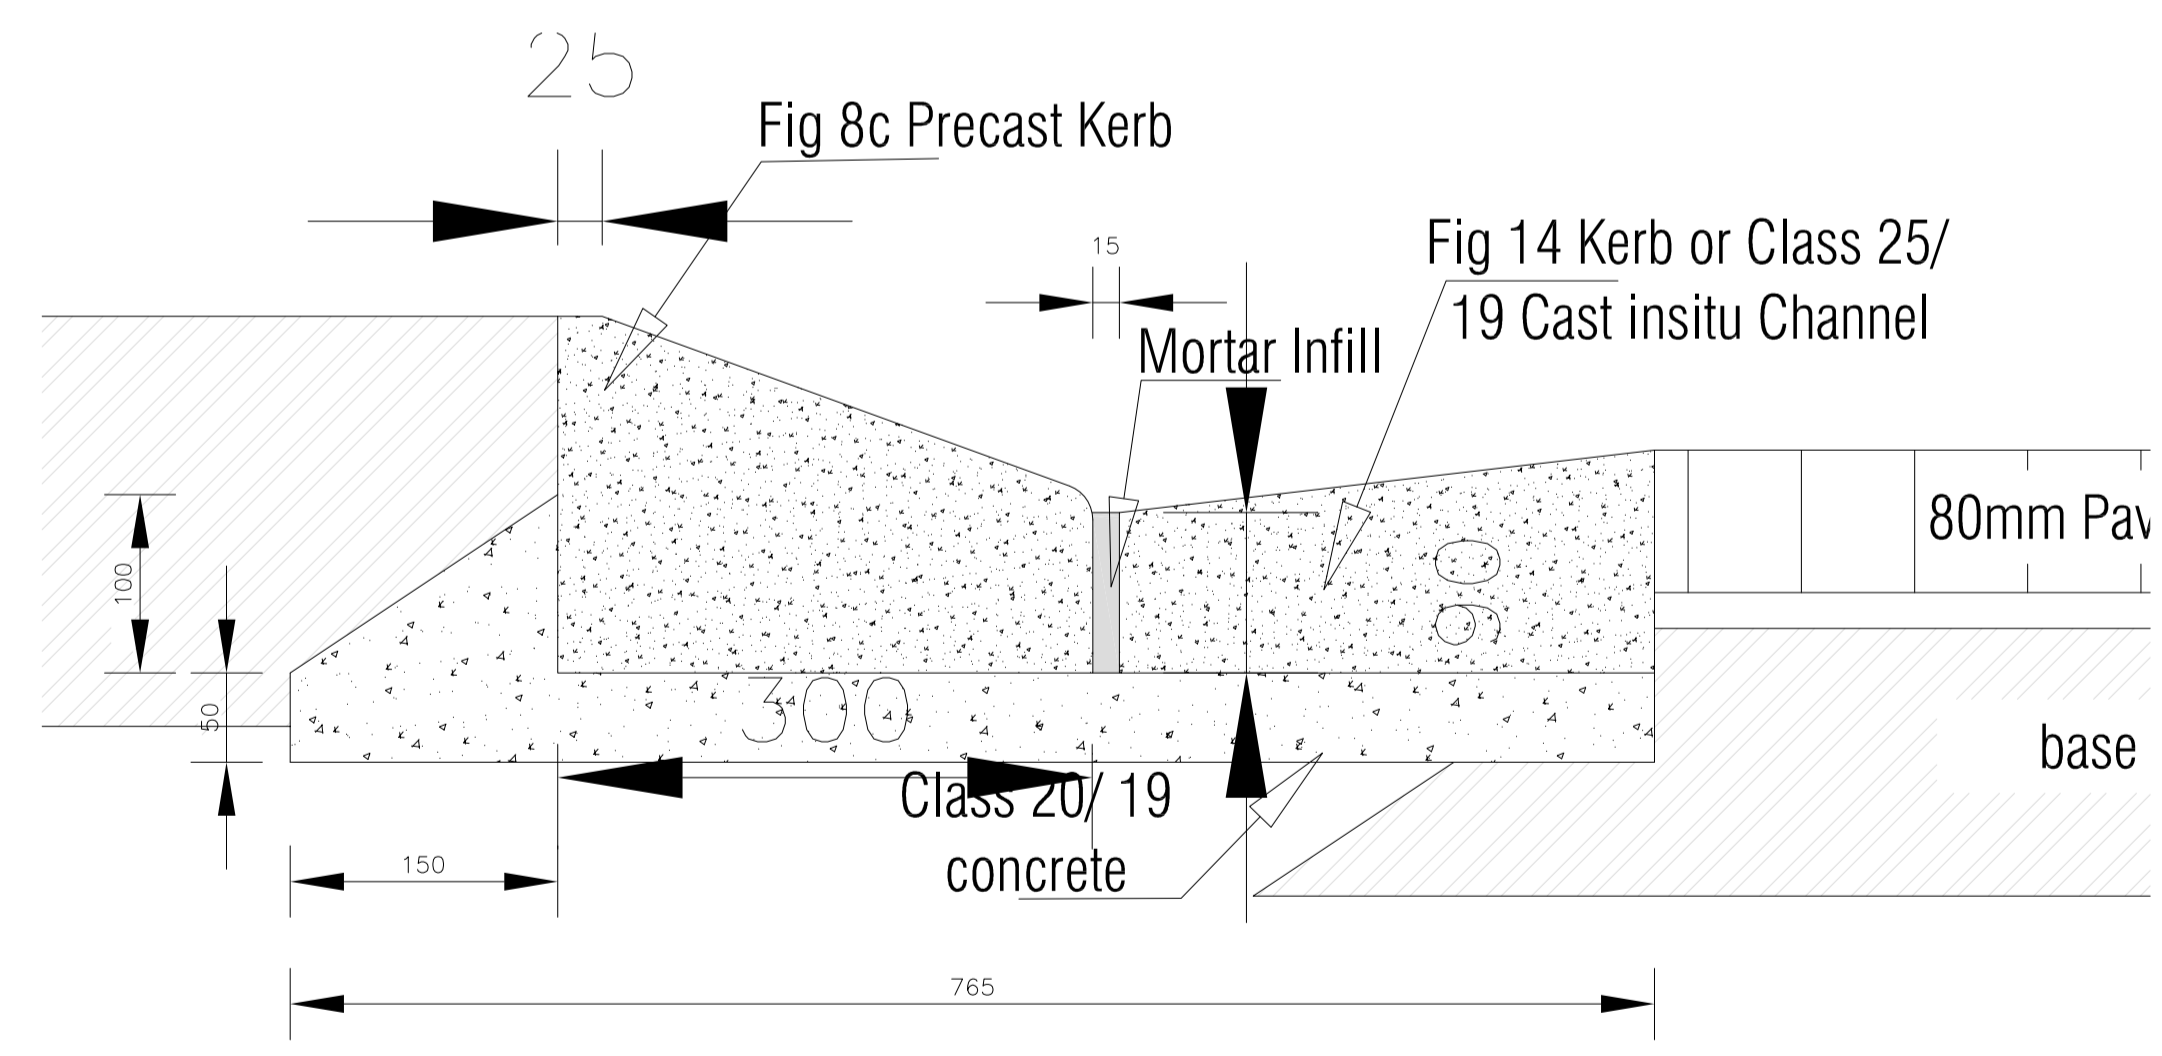 25
Fig 8c Precast Kerb
15
Fig 14 Kerb or Class 25/
19 Cast insitu Channel
Mortar Infill
80mm Pav
100
90
300
50
base
Class 20/ 19
concrete
150
765